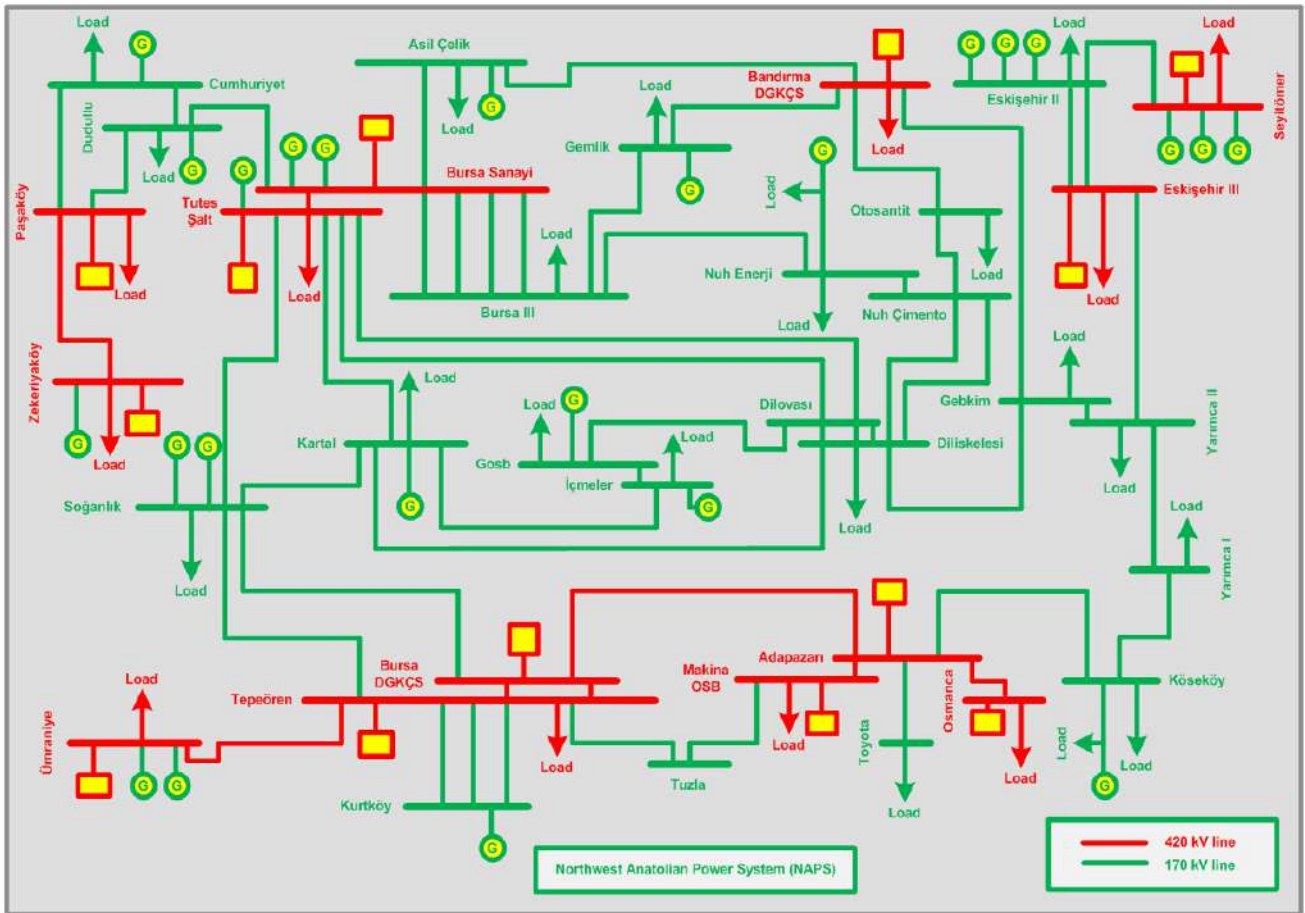 Load
G
Asil Çelik
Load
G
G
G
Load
Cumhuriyet
Bandırma
DGKÇS
Eskişehir II
Load
Gemlik
Load
G
Seyitömer
Dudullu
Load
G
G
G
G
G
G
G
G
G
Bursa Sanayi
Load
Eskişehir III
Paşaköy
Tutes
Şalt
Otosantit
Load
Load
Load
Nuh Enerji
Load
Load
Bursa III
Load
Nuh Çimento
Load
Zekeriyaköy
Load
G
Load
Load
Load
G
Dilovası
Gebkim
Yarımca II
G
G
Kartal
Load
Diliskelesi
Gosb
İçmeler
Load
Soğanlık
G
G
Load
Load
Load
Yarımca I
Bursa
DGKÇS
Makina
OSB
Adapazarı
Load
Tepeören
Osmanca
Köseköy
Ümraniye
Load
Load
Toyota
Load
Load
G
G
Tuzla
Load
G
Kurtköy
Load
G
420 kV line
Northwest Anatolian Power System (NAPS)
170 kV line